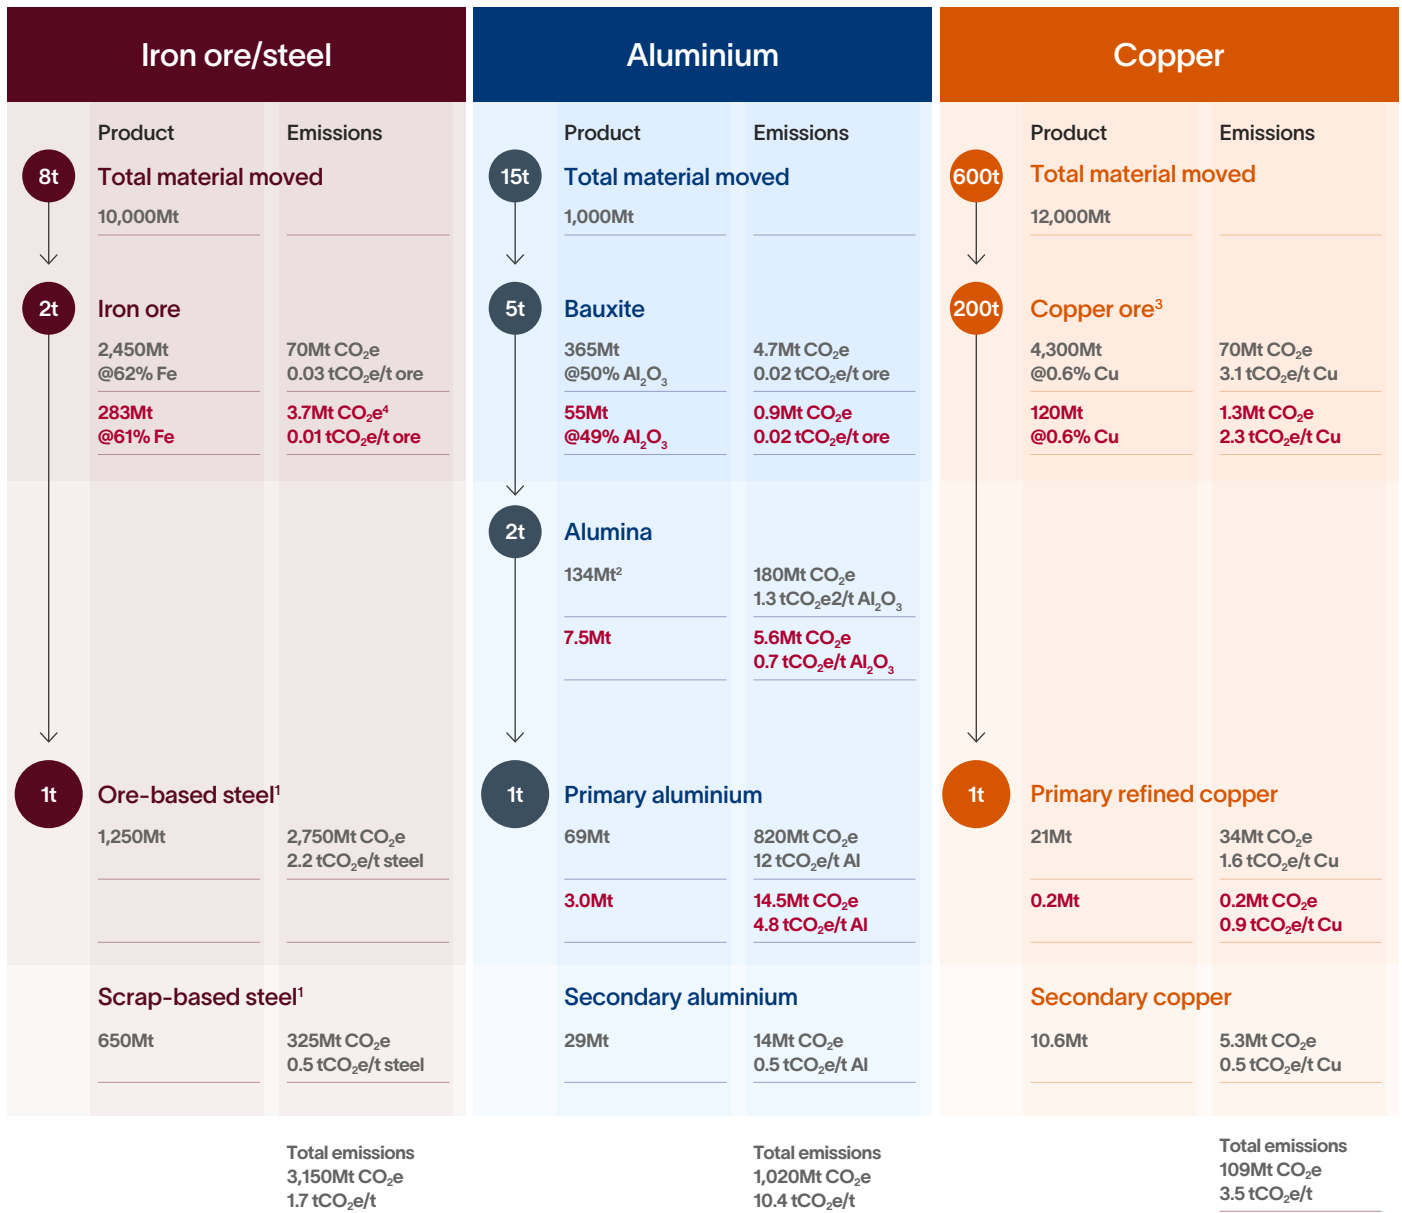 Iron ore/steel
Product
Emissions
8t
Total material moved
10,000Mt
2t
Iron ore
2,450Mt
@62% Fe
70Mt CO₂e
0.03 tCO₂e/t ore
283Mt
@61% Fe
3.7Mt CO₂e⁴
0.01 tCO₂e/t ore
1t
Ore-based steel¹
1,250Mt
2,750Mt CO₂e
2.2 tCO₂e/t steel
Scrap-based steel¹
650Mt
325Mt CO₂e
0.5 tCO₂e/t steel
Total emissions
3,150Mt CO₂e
1.7 tCO₂e/t
Aluminium
Product
Emissions
15t
Total material moved
1,000Mt
5t
Bauxite
365Mt
@50% Al₂O₃
4.7Mt CO₂e
0.02 tCO₂e/t ore
55Mt
@49% Al₂O₃
0.9Mt CO₂e
0.02 tCO₂e/t ore
2t
Alumina
134Mt²
180Mt CO₂e
1.3 tCO₂e2/t Al₂O₃
7.5Mt
5.6Mt CO₂e
0.7 tCO₂e/t Al₂O₃
1t
Primary aluminium
69Mt
820Mt CO₂e
12 tCO₂e/t Al
3.0Mt
14.5Mt CO₂e
4.8 tCO₂e/t Al
Secondary aluminium
29Mt
14Mt CO₂e
0.5 tCO₂e/t Al
Total emissions
1,020Mt CO₂e
10.4 tCO₂e/t
Copper
Product
Emissions
600t
Total material moved
12,000Mt
200t
Copper ore³
4,300Mt
@0.6% Cu
70Mt CO₂e
3.1 tCO₂e/t Cu
120Mt
@0.6% Cu
1.3Mt CO₂e
2.3 tCO₂e/t Cu
1t
Primary refined copper
21Mt
34Mt CO₂e
1.6 tCO₂e/t Cu
0.2Mt
0.2Mt CO₂e
0.9 tCO₂e/t Cu
Secondary copper
10.6Mt
5.3Mt CO₂e
0.5 tCO₂e/t Cu
Total emissions
109Mt CO₂e
3.5 tCO₂e/t